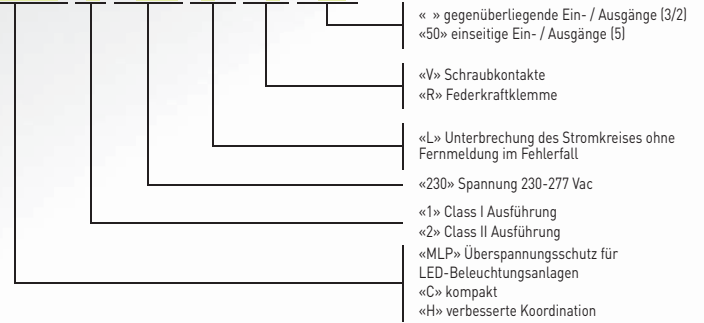 « » gegenüberliegende Ein- / Ausgänge (3/2)
«50» einseitige Ein- / Ausgänge (5)
«V» Schraubkontakte
«R» Federkraftklemme
«L» Unterbrechung des Stromkreises ohne
Fernmeldung im Fehlerfall
«230» Spannung 230-277 Vac
«1» Class I Ausführung
«2» Class II Ausführung
«MLP» Überspannungsschutz für
LED-Beleuchtungsanlagen
«C» kompakt
«H» verbesserte Koordination